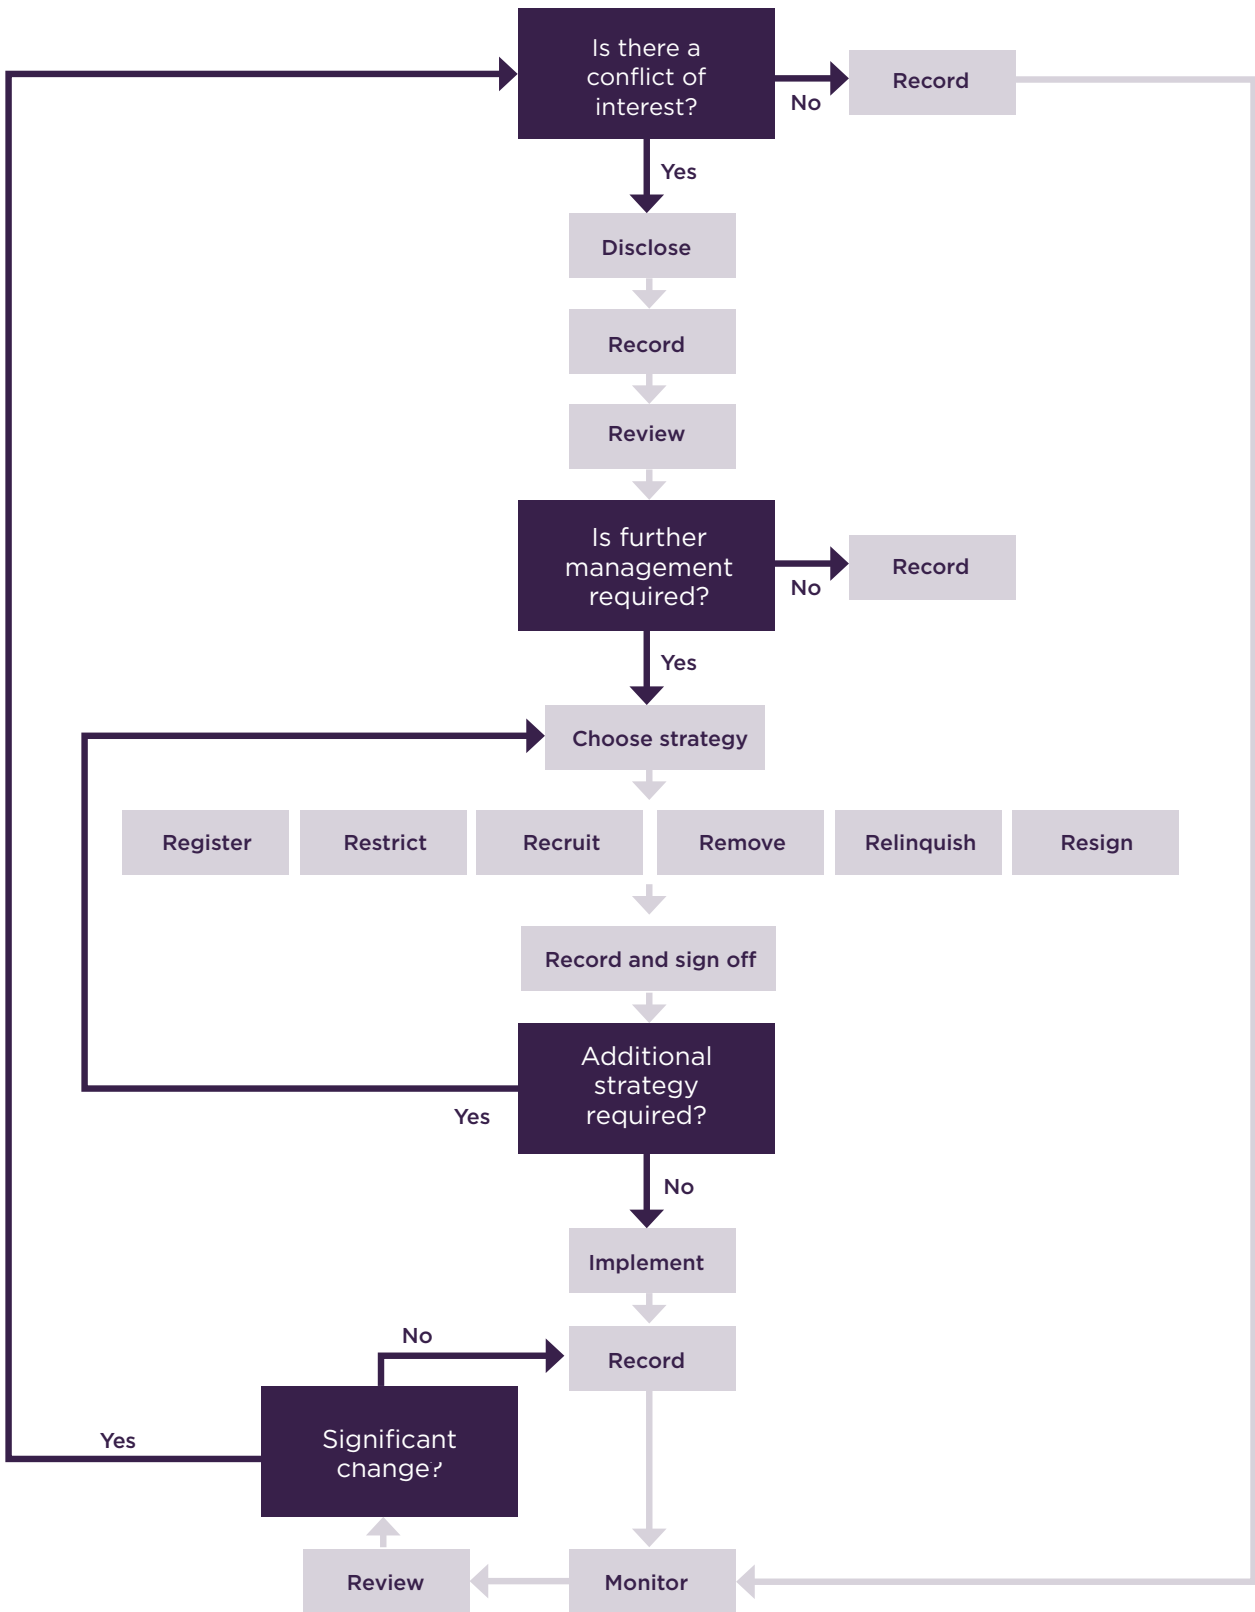 Is there a
conflict of
interest?
No
Record
Yes
Disclose
Record
Review
Is further
management
required?
No
Record
Yes
Choose strategy
Register
Restrict
Recruit
Remove
Relinquish
Resign
Record and sign off
Additional
strategy
required?
Yes
No
Implement
No
Record
Yes
Significant
change?
Review
Monitor